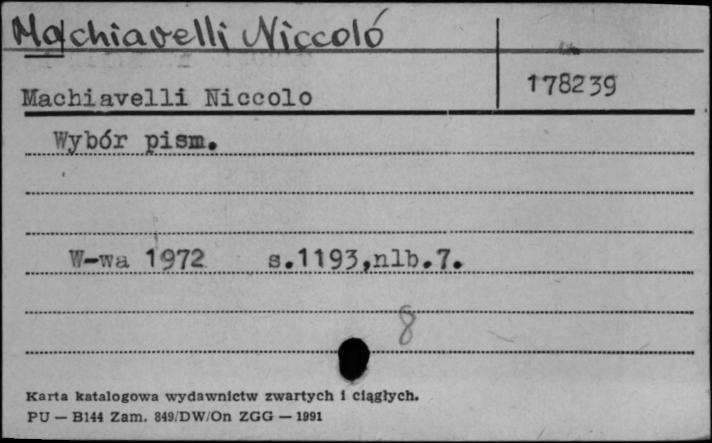 Machiavelli Niccoló
178239
Machiavelli Niccolo
Wybór pism.
W-wa 1972 s.1193,nlb.7.
8
Karta katalogowa wydawnictw zwartych i ciągłych.
PU — B144 Zam. 849/DW/On ZGG — 1991